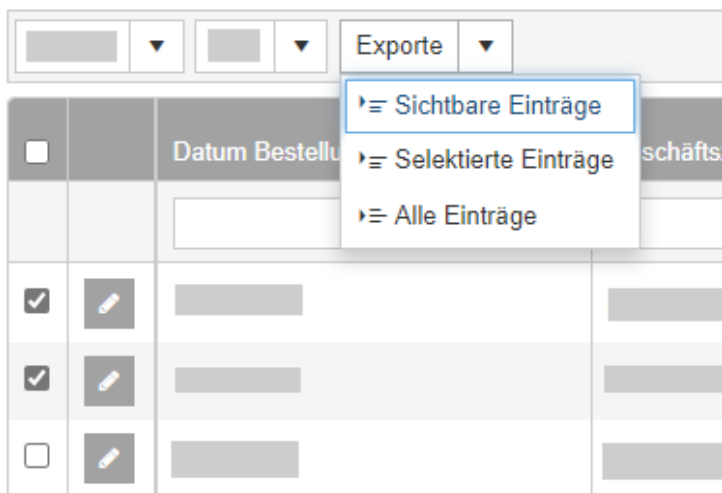 Exporte
Sichtbare Einträge
Datum Bestellu
schäfts
Selektierte Einträge
Alle Einträge